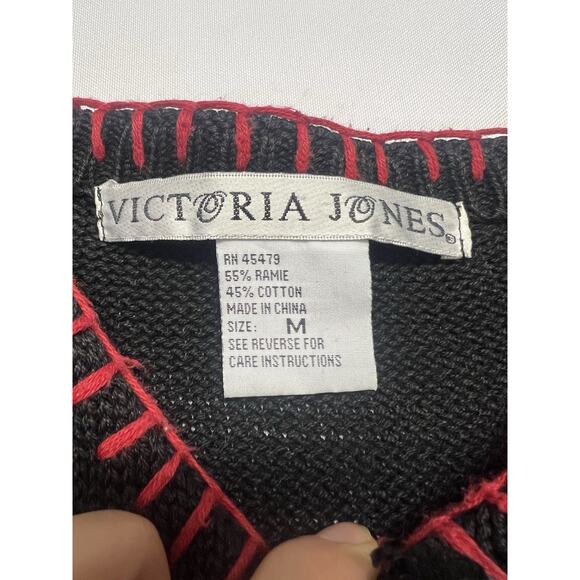 VICTORIA JONES®
RN 45479
55% RAMIE
45% COTTON
MADE IN CHINA
SIZE: M
SEE REVERSE FOR
CARE INSTRUCTIONS